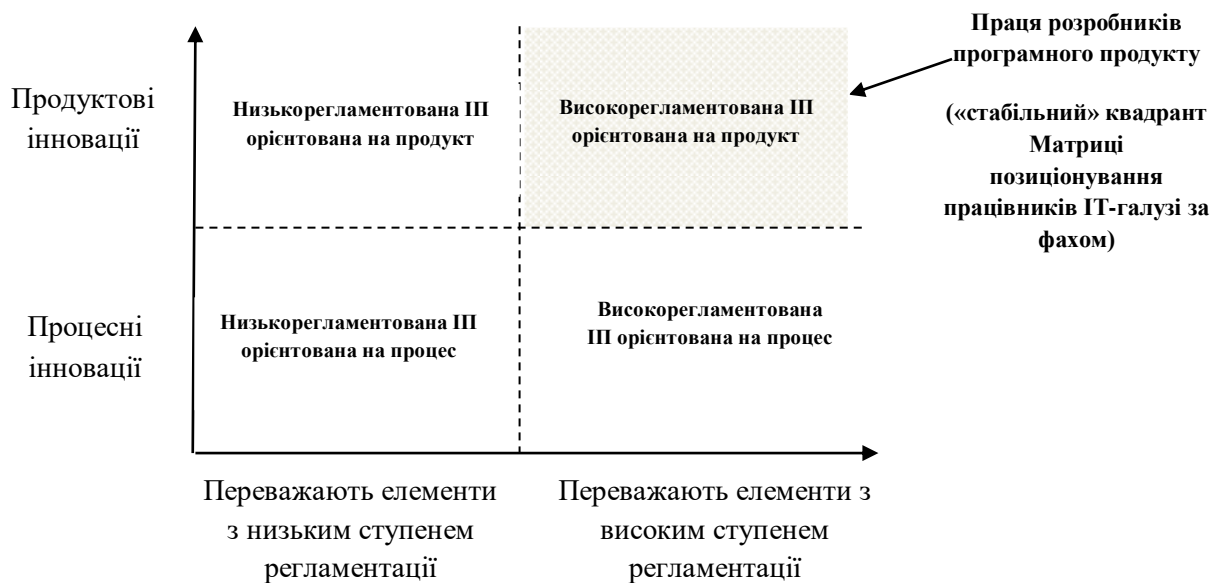 Праця розробників
програмного продукту
(«стабільний» квадрант
Матриці
позиціонування
працівників ІТ-галузі за
фахом)
Продуктові
інновації
Низькорегламентована ІП
орієнтована на продукт
Високорегламентована ІП
орієнтована на продукт
Процесні
інновації
Низькорегламентована ІП
орієнтована на процес
Високорегламентована
ІП орієнтована на процес
Переважають елементи
з низьким ступенем
регламентації
Переважають елементи з
високим ступенем
регламентації